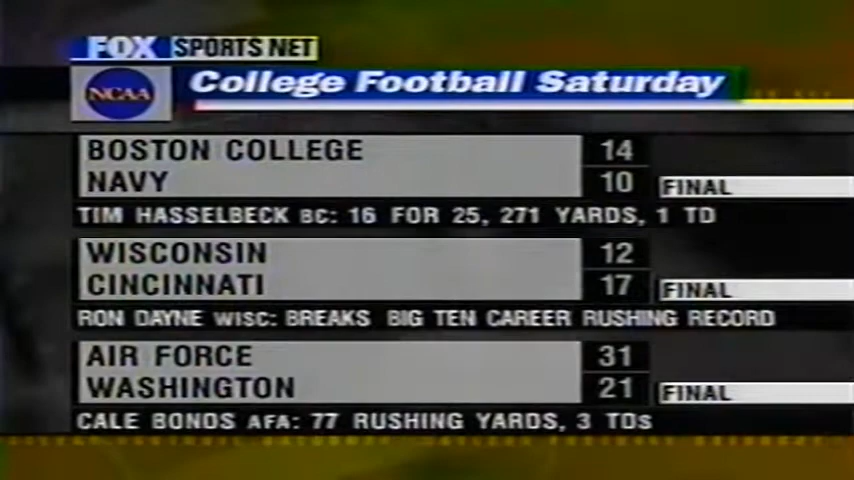 FOX SPORTS NET
NCAA College Football Saturday
BOSTON COLLEGE 14
NAVY 10 FINAL
TIM HASSELBECK BC: 16 FOR 25, 271 YARDS, 1 TD
WISCONSIN 12
CINCINNATI 17 FINAL
RON DAYNE WISC: BREAKS BIG TEN CAREER RUSHING RECORD
AIR FORCE 31
WASHINGTON 21 FINAL
CALE BONDS AFA: 77 RUSHING YARDS, 3 TDs